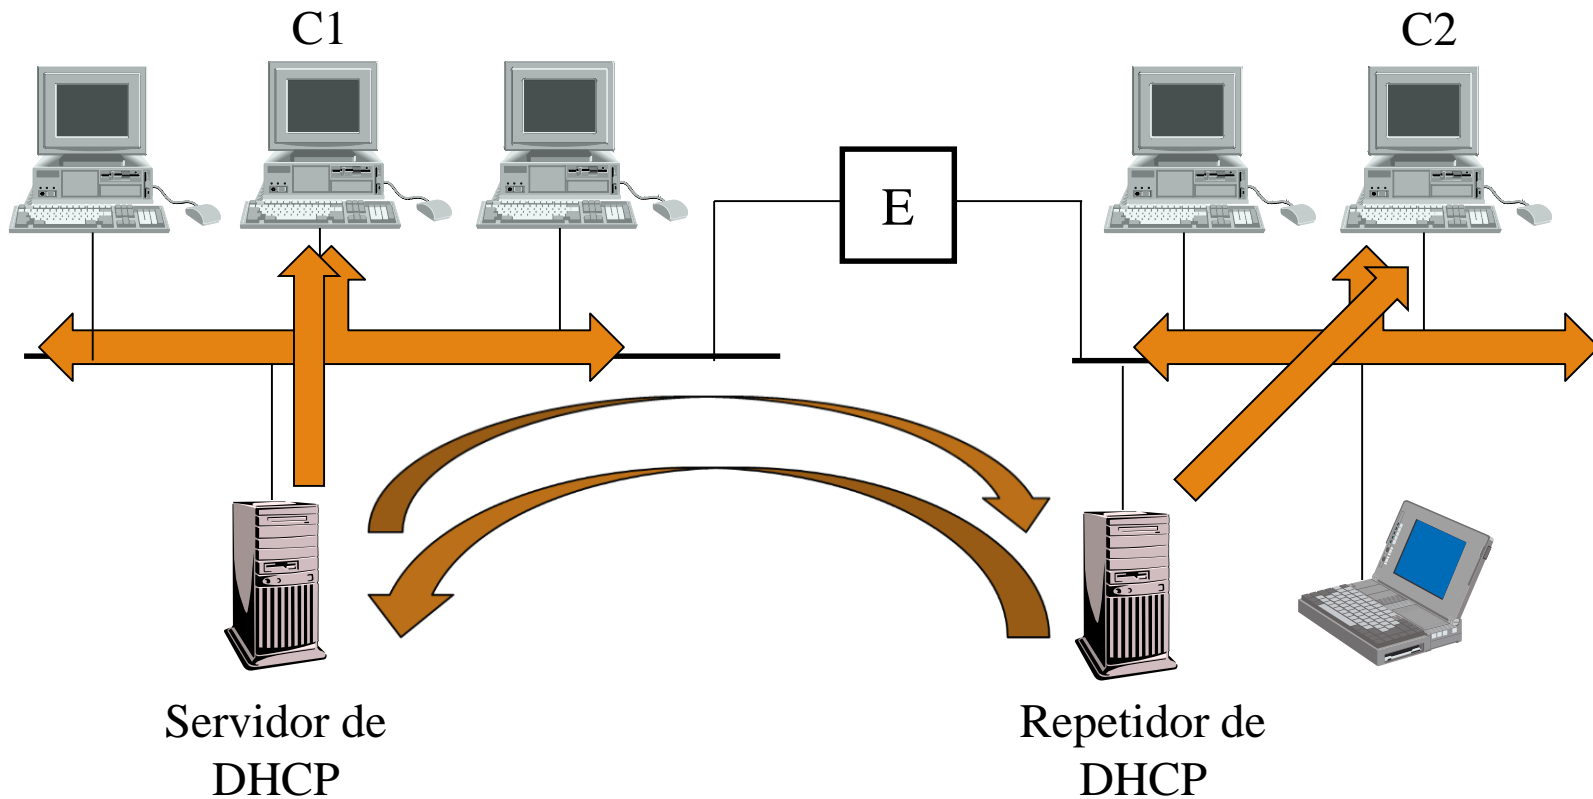 C1
C2
E
Servidor de
DHCP
Repetidor de
DHCP